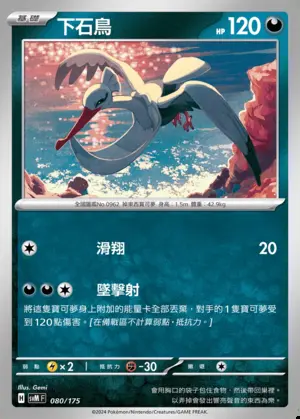 基礎 下石鳥 HP 120
全國圖鑑No.0962 掉東西寶可夢 身高：1.5m 體重：42.9kg
滑翔 20
墜擊射
將這隻寶可夢身上附加的能量卡全部丟棄，對手的1隻寶可夢受
到120點傷害。[在備戰區不計算弱點、抵抗力。]
弱點 ×2 抵抗力 -30 撤退
Illus. Gemi
H SVM F 080/175
會用胸口的袋子包住食物，然後帶回巢。
以弄掉會發出響亮聲音的東西為樂。
©2024 Pokémon/Nintendo/Creatures/GAME FREAK.